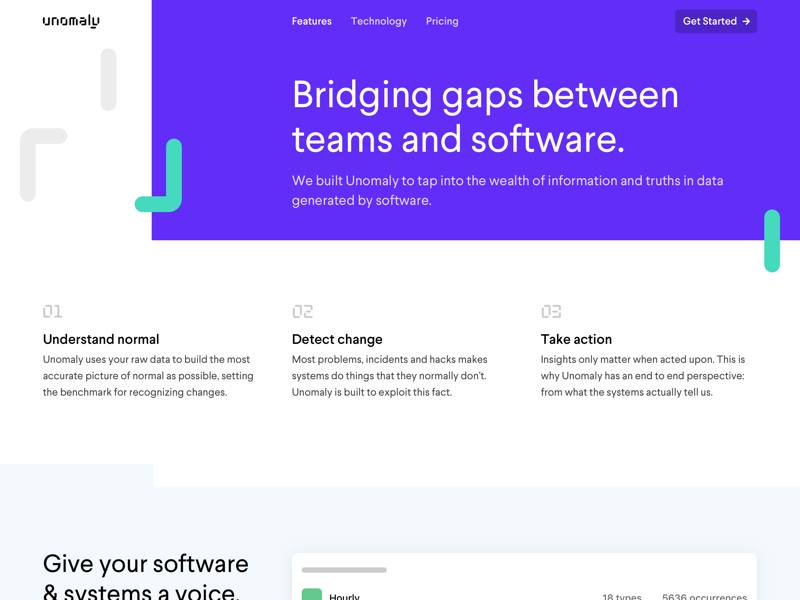 unomaly
Features Technology Pricing
Get Started →
Bridging gaps between
teams and software.
We built Unomaly to tap into the wealth of information and truths in data
generated by software.
01
Understand normal
Unomaly uses your raw data to build the most
accurate picture of normal as possible, setting
the benchmark for recognizing changes.
02
Detect change
Most problems, incidents and hacks makes
systems do things that they normally don't.
Unomaly is built to exploit this fact.
03
Take action
Insights only matter when acted upon. This is
why Unomaly has an end to end perspective:
from what the systems actually tell us.
Give your software
& systems a voice.
Hourly 18 types 5636 occurrences